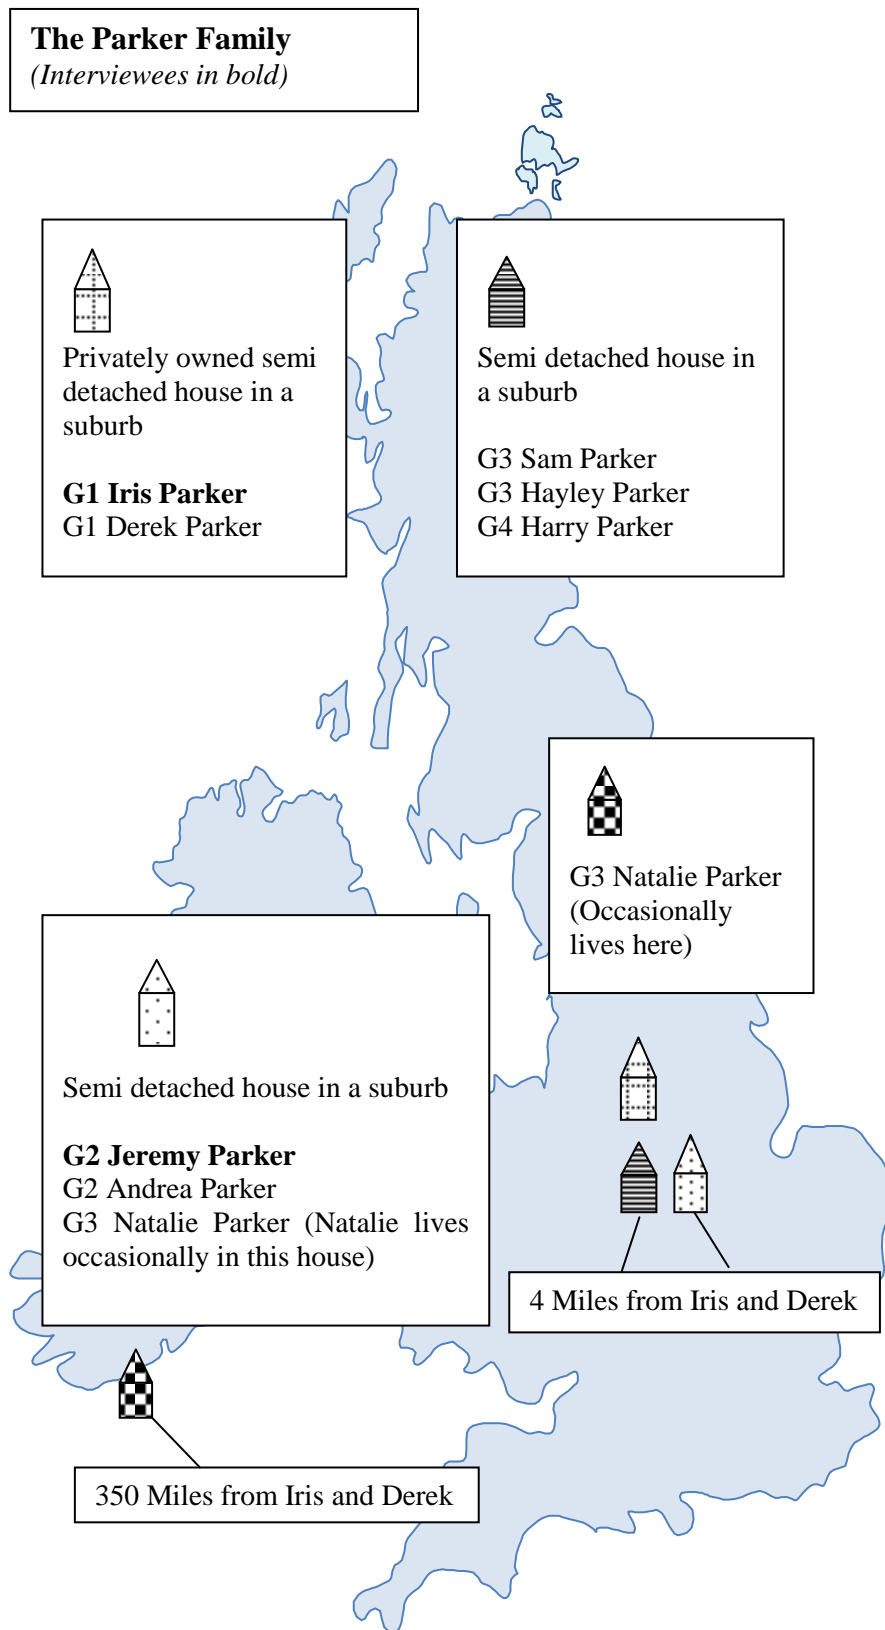 The Parker Family
(Interviewees in bold)
Privately owned semi
detached house in a
suburb
G1 Iris Parker
G1 Derek Parker
Semi detached house in
a suburb
G3 Sam Parker
G3 Hayley Parker
G4 Harry Parker
G3 Natalie Parker
(Occasionally
lives here)
Semi detached house in a suburb
G2 Jeremy Parker
G2 Andrea Parker
G3 Natalie Parker (Natalie lives
occasionally in this house)
4 Miles from Iris and Derek
350 Miles from Iris and Derek